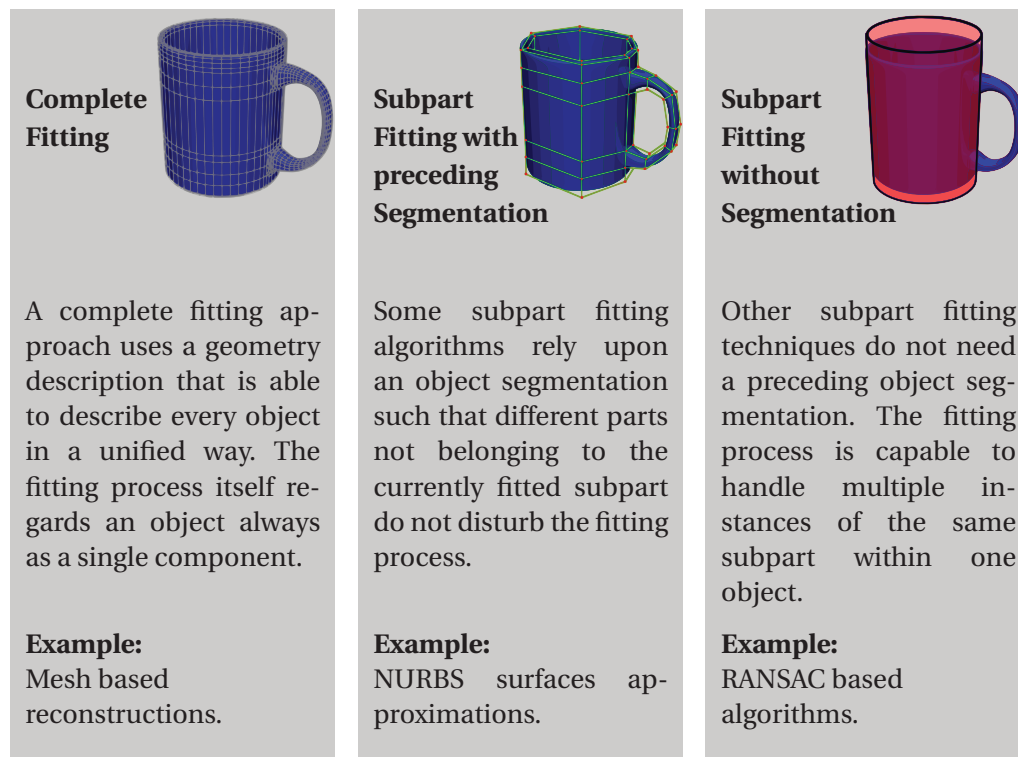 Complete
Fitting
A complete fitting ap-
proach uses a geometry
description that is able
to describe every object
in a unified way. The
fitting process itself re-
gards an object always
as a single component.
Example:
Mesh based
reconstructions.
Subpart
Fitting with
preceding
Segmentation
Some subpart fitting
algorithms rely upon
an object segmentation
such that different parts
not belonging to the
currently fitted subpart
do not disturb the fitting
process.
Example:
NURBS surfaces ap-
proximations.
Subpart
Fitting
without
Segmentation
Other subpart fitting
techniques do not need
a preceding object seg-
mentation. The fitting
process is capable to
handle multiple in-
stances of the same
subpart within one
object.
Example:
RANSAC based
algorithms.